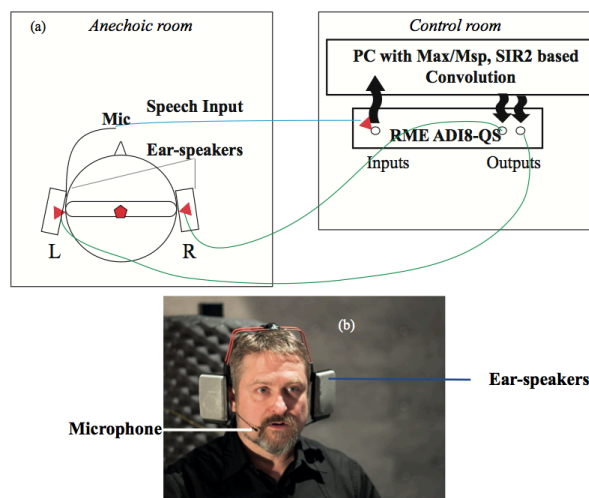 (a)
Anechoic room
Control room
PC with Max/Msp, SIR2 based
Convolution
Speech Input
Mic
RME ADI8-QS
Ear-speakers
Inputs
Outputs
L
R
(b)
Ear-speakers
Microphone